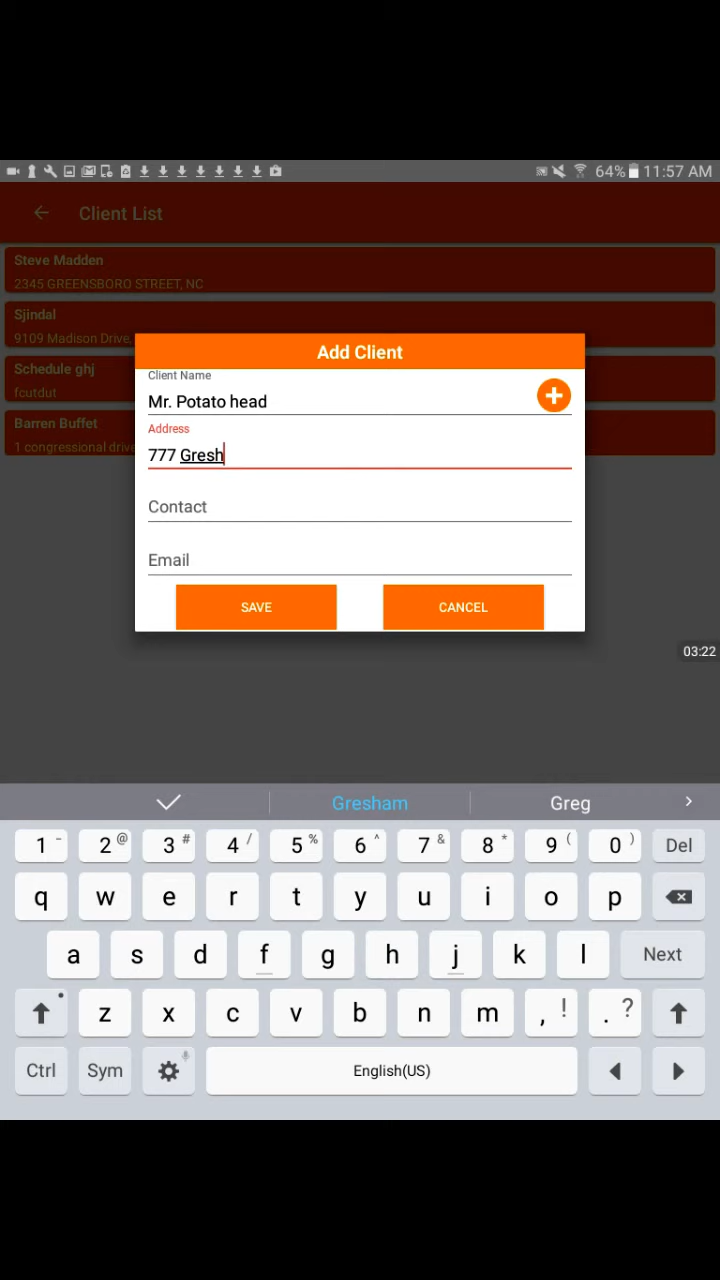 64% 11:57 AM
Client List
Steve Madden
2345 GREENSBORO STREET, NC
Sjindal
9109 Madison Drive,
Schedule ghj
fcutdut
Barren Buffet
1 congressional drive
Add Client
Client Name
Mr. Potato head
Address
777 Gresh
Contact
Email
SAVE CANCEL
03:22
Gresham Greg
1 - 2 @ 3 # 4 / 5 % 6 ^ 7 & 8 * 9 ( 0 ) Del
q w e r t y u i o p
a s d f g h j k l Next
z x c v b n m , ! . ?
Ctrl Sym English(US)